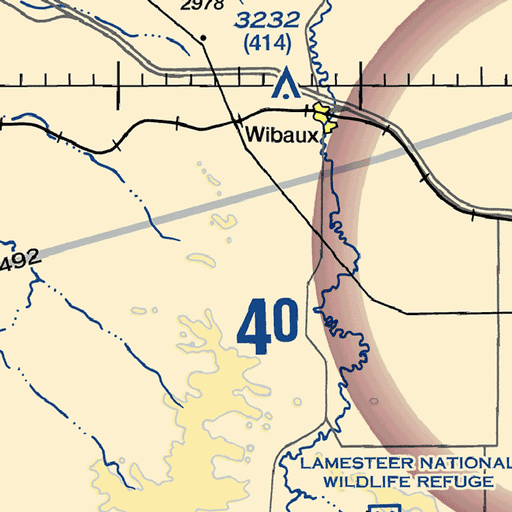 2978
3232
(414)
Wibaux
492
40
LAMESTEER NATIONAL
WILDLIFE REFUGE